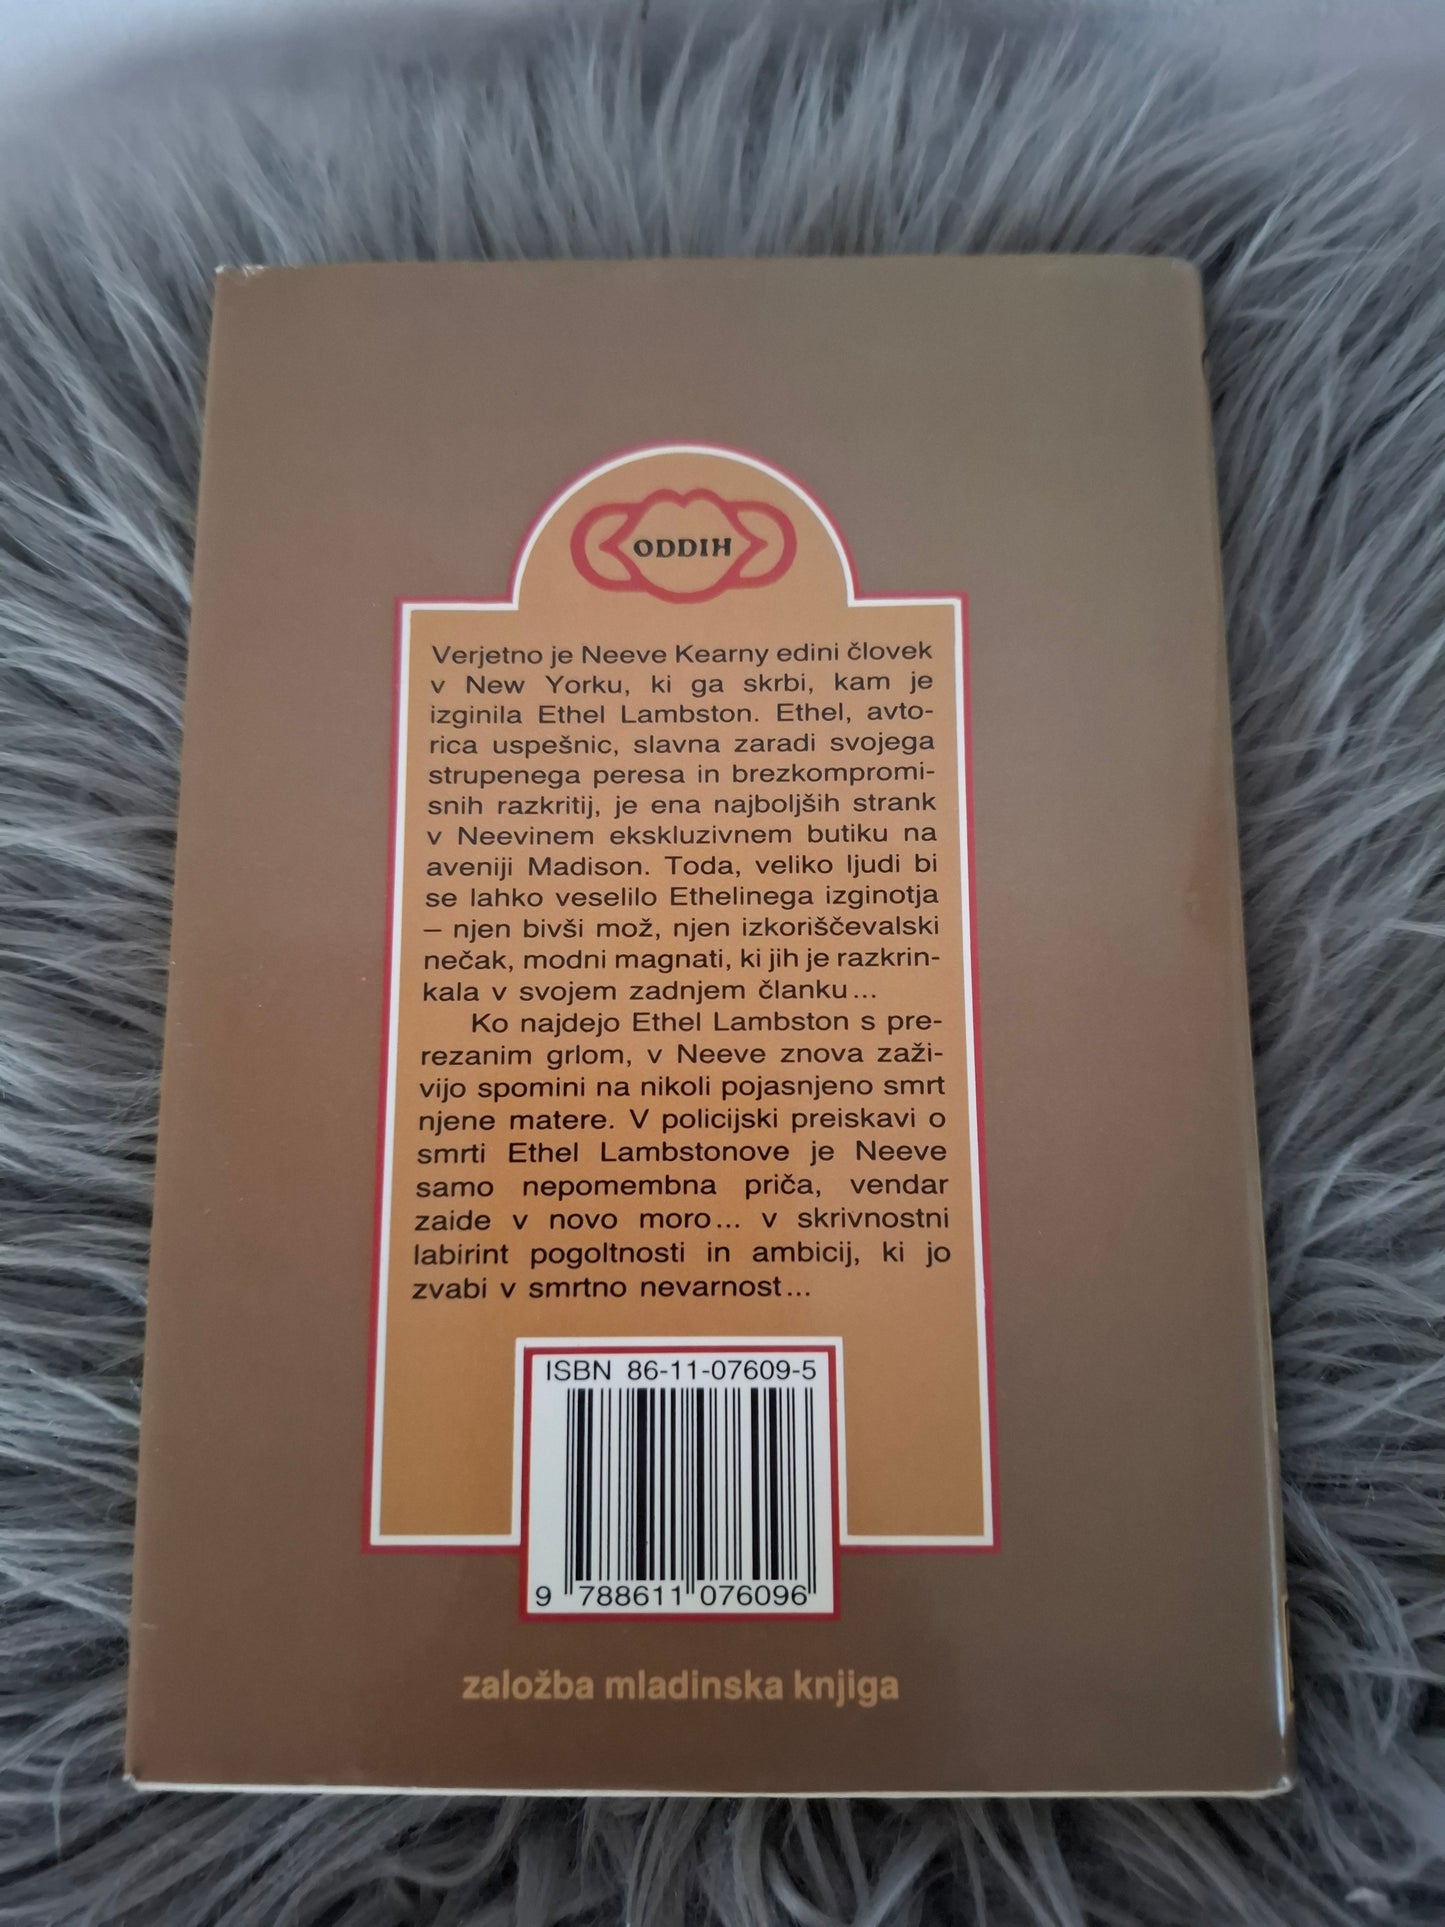 ODDIH
Verjetno je Neeve Kearny edini človek
v New Yorku, ki ga skrbi, kam je
izginila Ethel Lambston. Ethel, avto-
rica uspešnic, slavna zaradi svojega
strupenega peresa in brezkompromi-
snih razkritij, je ena najboljših strank
v Neevinem ekskluzivnem butiku na
aveniji Madison. Toda, veliko ljudi bi
se lahko veselilo Ethelinega izginotja
– njen bivši mož, njen izkoriščevalski
nečak, modni magnati, ki jih je razkrin-
kala v svojem zadnjem članku...
Ko najdejo Ethel Lambston s pre-
rezanim grlom, v Neeve znova zaži-
vijo spomini na nikoli pojasnjeno smrt
njene matere. V policijski preiskavi o
smrti Ethel Lambstonove je Neeve
samo nepomembna priča, vendar
zaide v novo moro... v skrivnostni
labirint pogoltnosti in ambicij, ki jo
zvabi v smrtno nevarnost...
ISBN 86-11-07609-5
9 788611 076096
založba mladinska knjiga